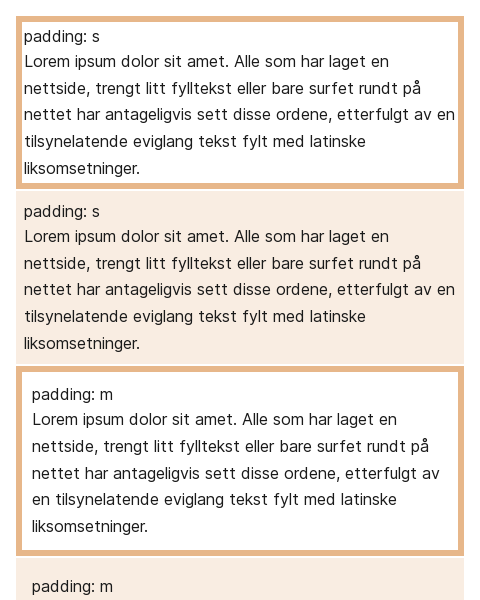 padding: s
Lorem ipsum dolor sit amet. Alle som har laget en
nettside, trengt litt fylltekst eller bare surfet rundt på
nettet har antageligvis sett disse ordene, etterfulgt av en
tilsynelatende eviglang tekst fylt med latinske
liksomsetninger.
padding: s
Lorem ipsum dolor sit amet. Alle som har laget en
nettside, trengt litt fylltekst eller bare surfet rundt på
nettet har antageligvis sett disse ordene, etterfulgt av en
tilsynelatende eviglang tekst fylt med latinske
liksomsetninger.
padding: m
Lorem ipsum dolor sit amet. Alle som har laget en
nettside, trengt litt fylltekst eller bare surfet rundt på
nettet har antageligvis sett disse ordene, etterfulgt av
en tilsynelatende eviglang tekst fylt med latinske
liksomsetninger.
padding: m